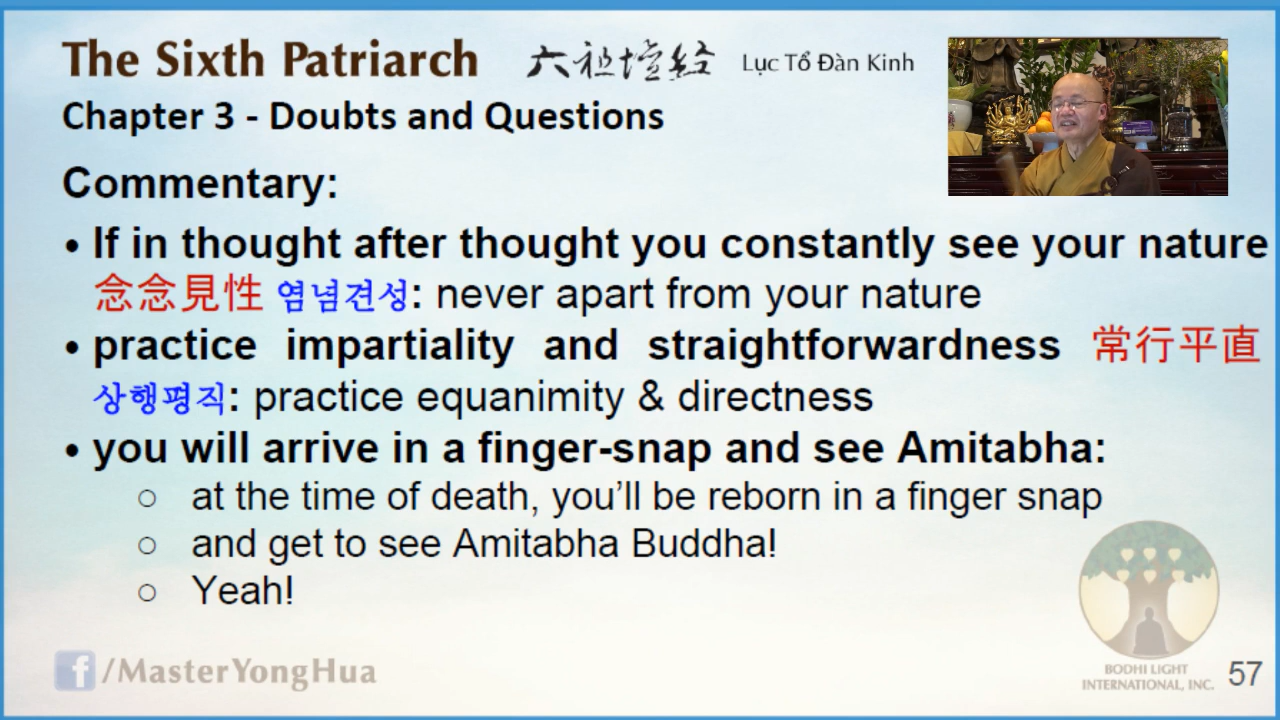 The Sixth Patriarch 六祖壇経 Lục Tổ Đàn Kinh
Chapter 3 - Doubts and Questions
Commentary:
• If in thought after thought you constantly see your nature
念念見性 염념견성: never apart from your nature
• practice impartiality and straightforwardness 常行平直
상행평직: practice equanimity & directness
• you will arrive in a finger-snap and see Amitabha:
○ at the time of death, you’ll be reborn in a finger snap
○ and get to see Amitabha Buddha!
○ Yeah!
f/MasterYongHua
BODHI LIGHT
INTERNATIONAL, INC.
57